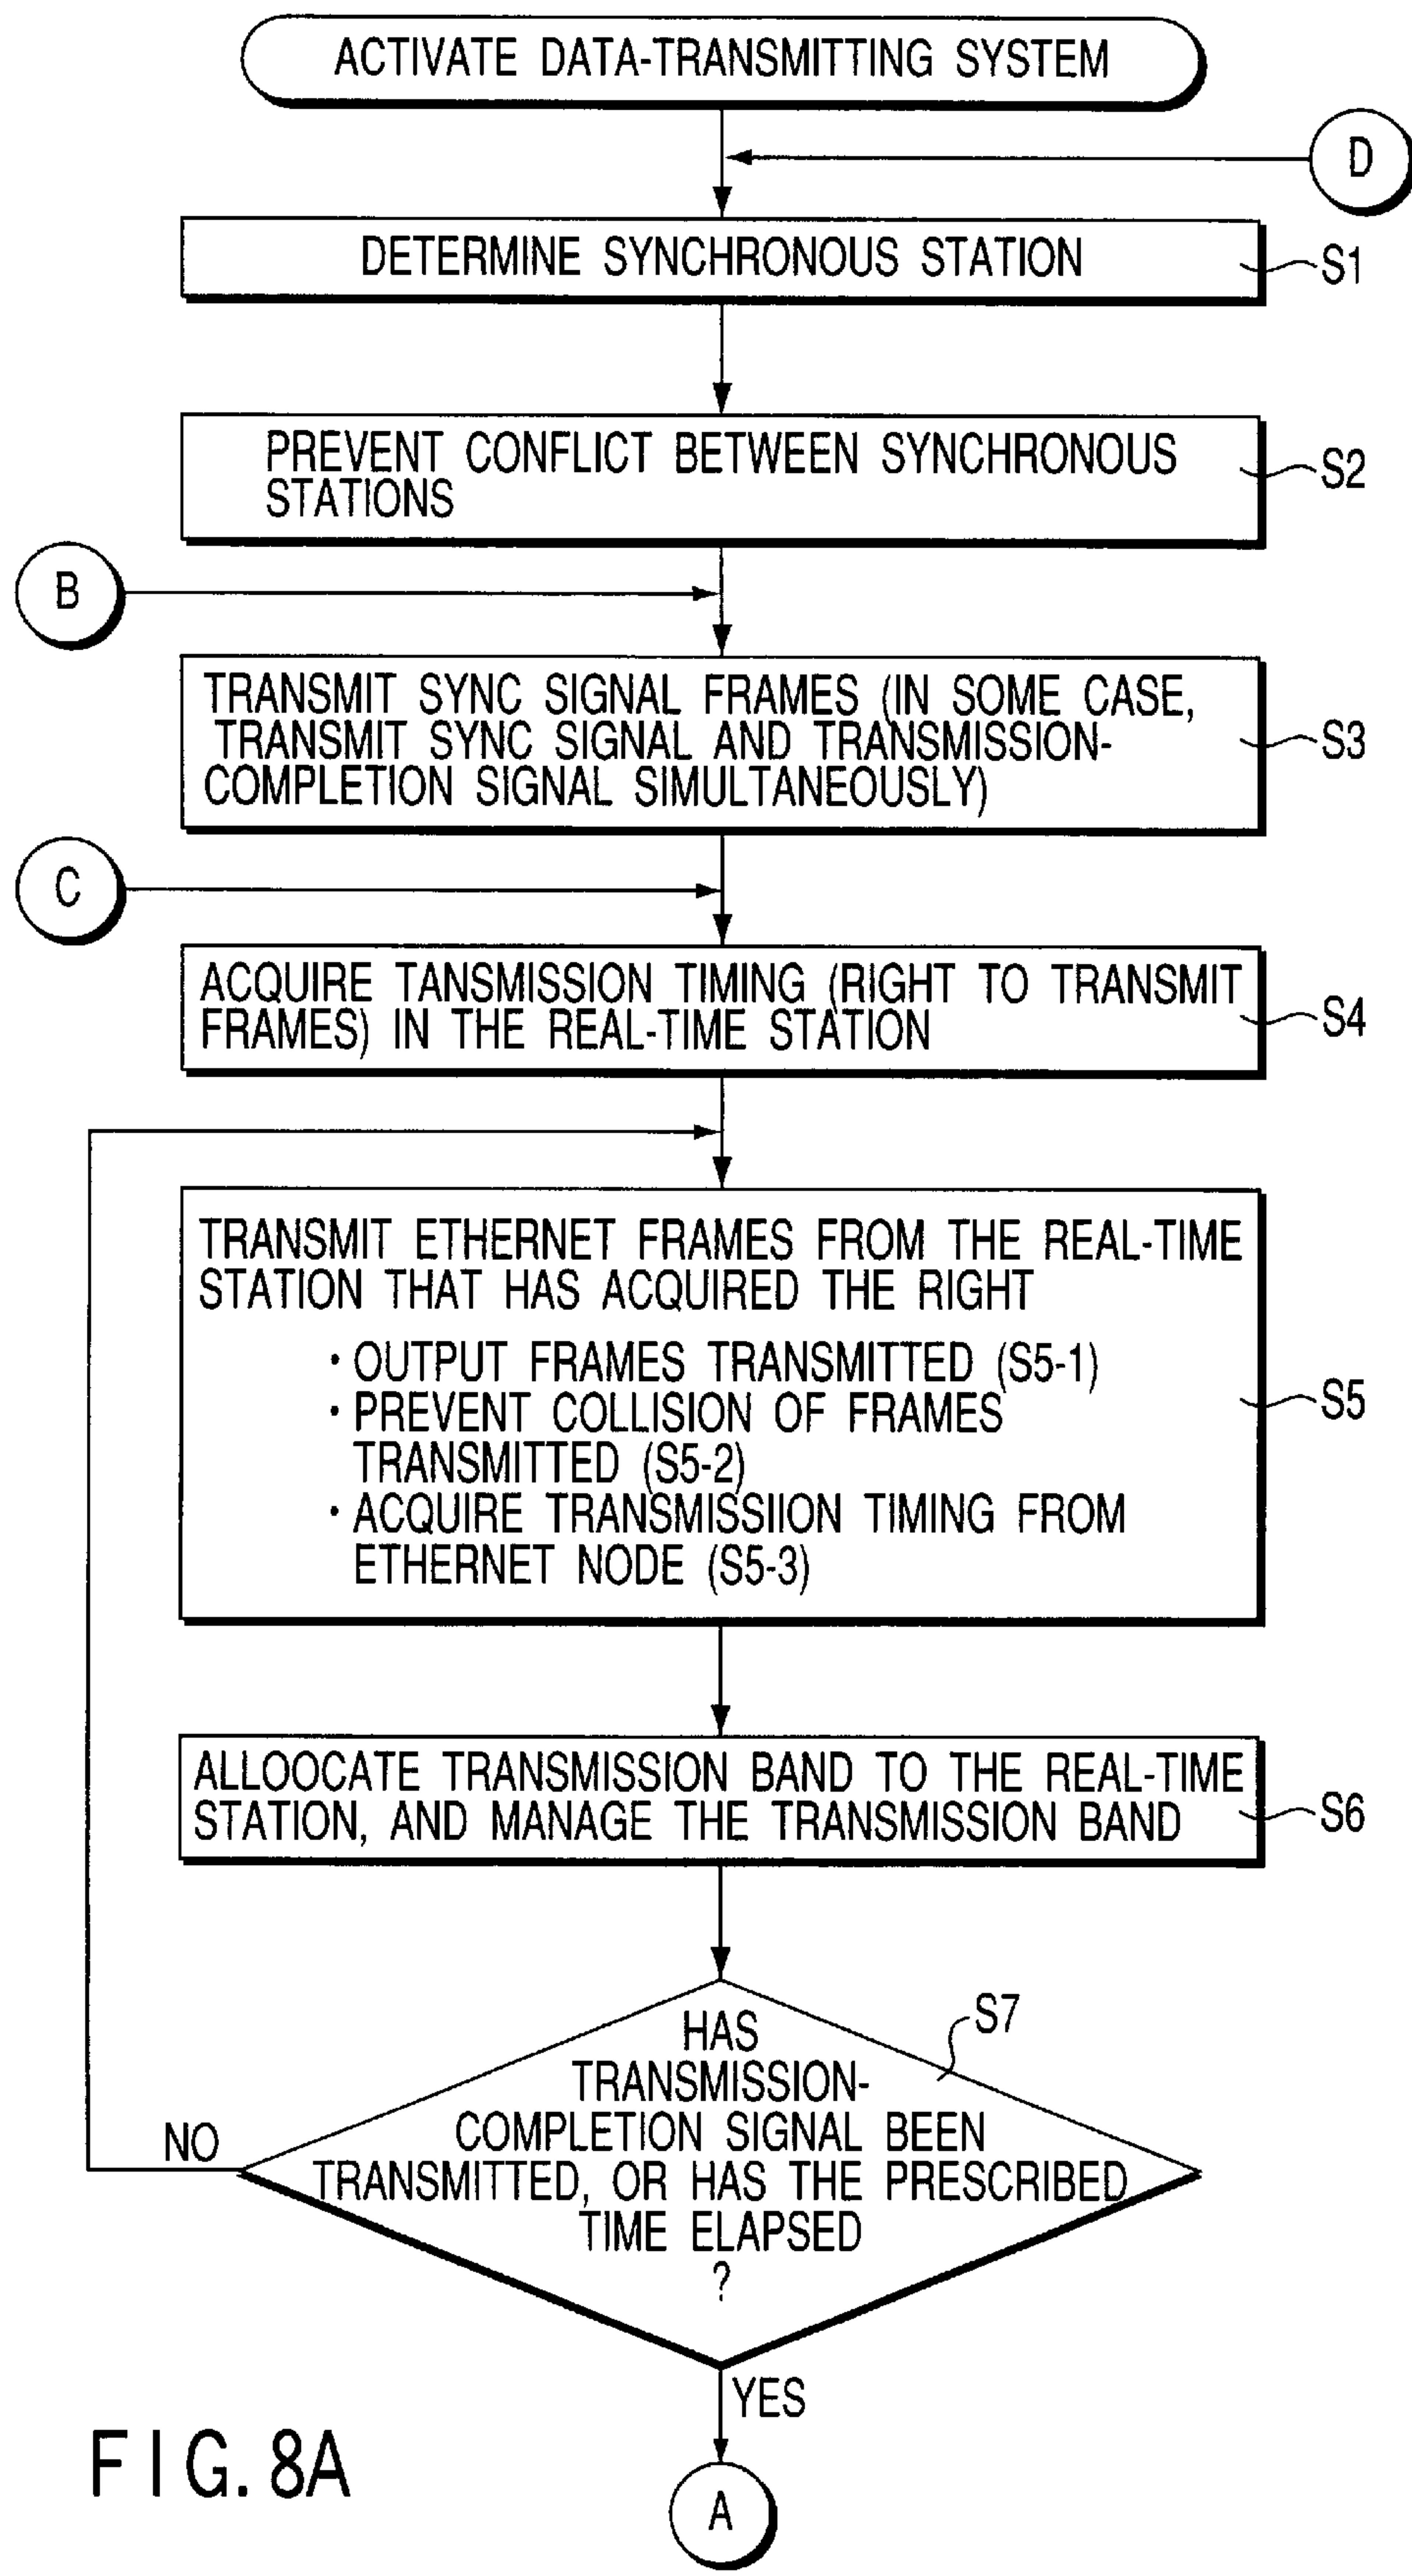 ACTIVATE DATA-TRANSMITTING SYSTEM
D
DETERMINE SYNCHRONOUS STATION
S1
PREVENT CONFLICT BETWEEN SYNCHRONOUS
STATIONS
S2
B
TRANSMIT SYNC SIGNAL FRAMES (IN SOME CASE,
TRANSMIT SYNC SIGNAL AND TRANSMISSION-
COMPLETION SIGNAL SIMULTANEOUSLY)
S3
C
ACQUIRE TANSMISSION TIMING (RIGHT TO TRANSMIT
FRAMES) IN THE REAL-TIME STATION
S4
TRANSMIT ETHERNET FRAMES FROM THE REAL-TIME
STATION THAT HAS ACQUIRED THE RIGHT
· OUTPUT FRAMES TRANSMITTED (S5-1)
· PREVENT COLLISION OF FRAMES
TRANSMITTED (S5-2)
· ACQUIRE TRANSMISSIION TIMING FROM
ETHERNET NODE (S5-3)
S5
ALLOOCATE TRANSMISSION BAND TO THE REAL-TIME
STATION, AND MANAGE THE TRANSMISSION BAND
S6
S7
HAS
TRANSMISSION-
COMPLETION SIGNAL BEEN
TRANSMITTED, OR HAS THE PRESCRIBED
TIME ELAPSED
?
NO
YES
A
FIG. 8A